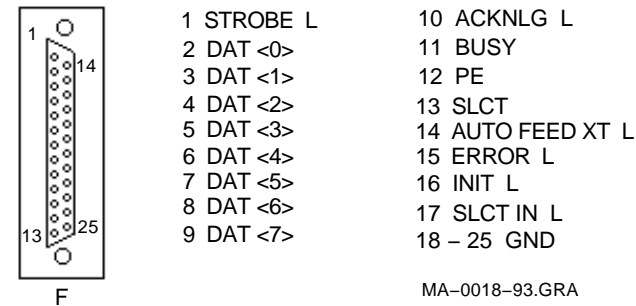 1
14
13
25
F
1 STROBE L
2 DAT <0>
3 DAT <1>
4 DAT <2>
5 DAT <3>
6 DAT <4>
7 DAT <5>
8 DAT <6>
9 DAT <7>
10 ACKNLG L
11 BUSY
12 PE
13 SLCT
14 AUTO FEED XT L
15 ERROR L
16 INIT L
17 SLCT IN L
18 – 25 GND
MA–0018–93.GRA